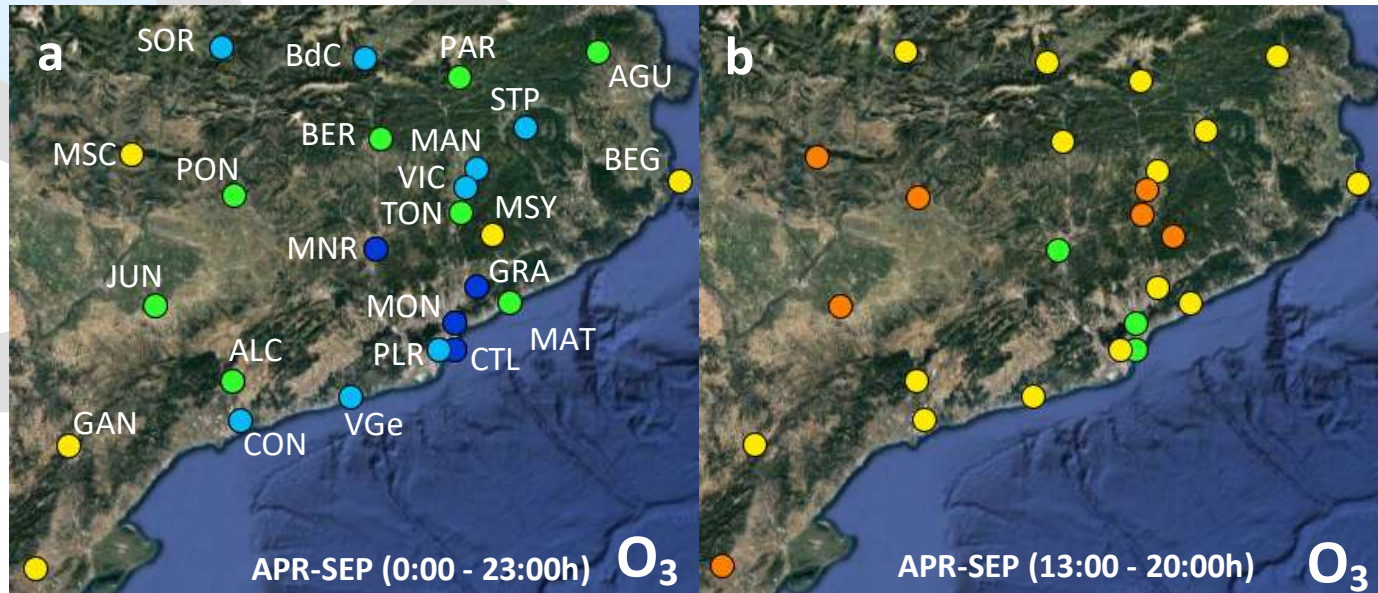 a
SOR
BdC
PAR
AGU
STP
BER
MAN
MSC
PON
VIC
BEG
TON
MSY
MNR
GRA
JUN
MON
MAT
ALC
PLR
CTL
GAN
CON
VGe
APR-SEP (0:00 - 23:00h) O₃
b
APR-SEP (13:00 - 20:00h) O₃